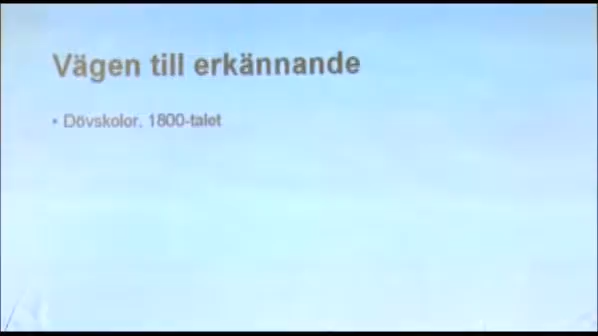 Vägen till erkännande
• Dövskolor, 1800-talet